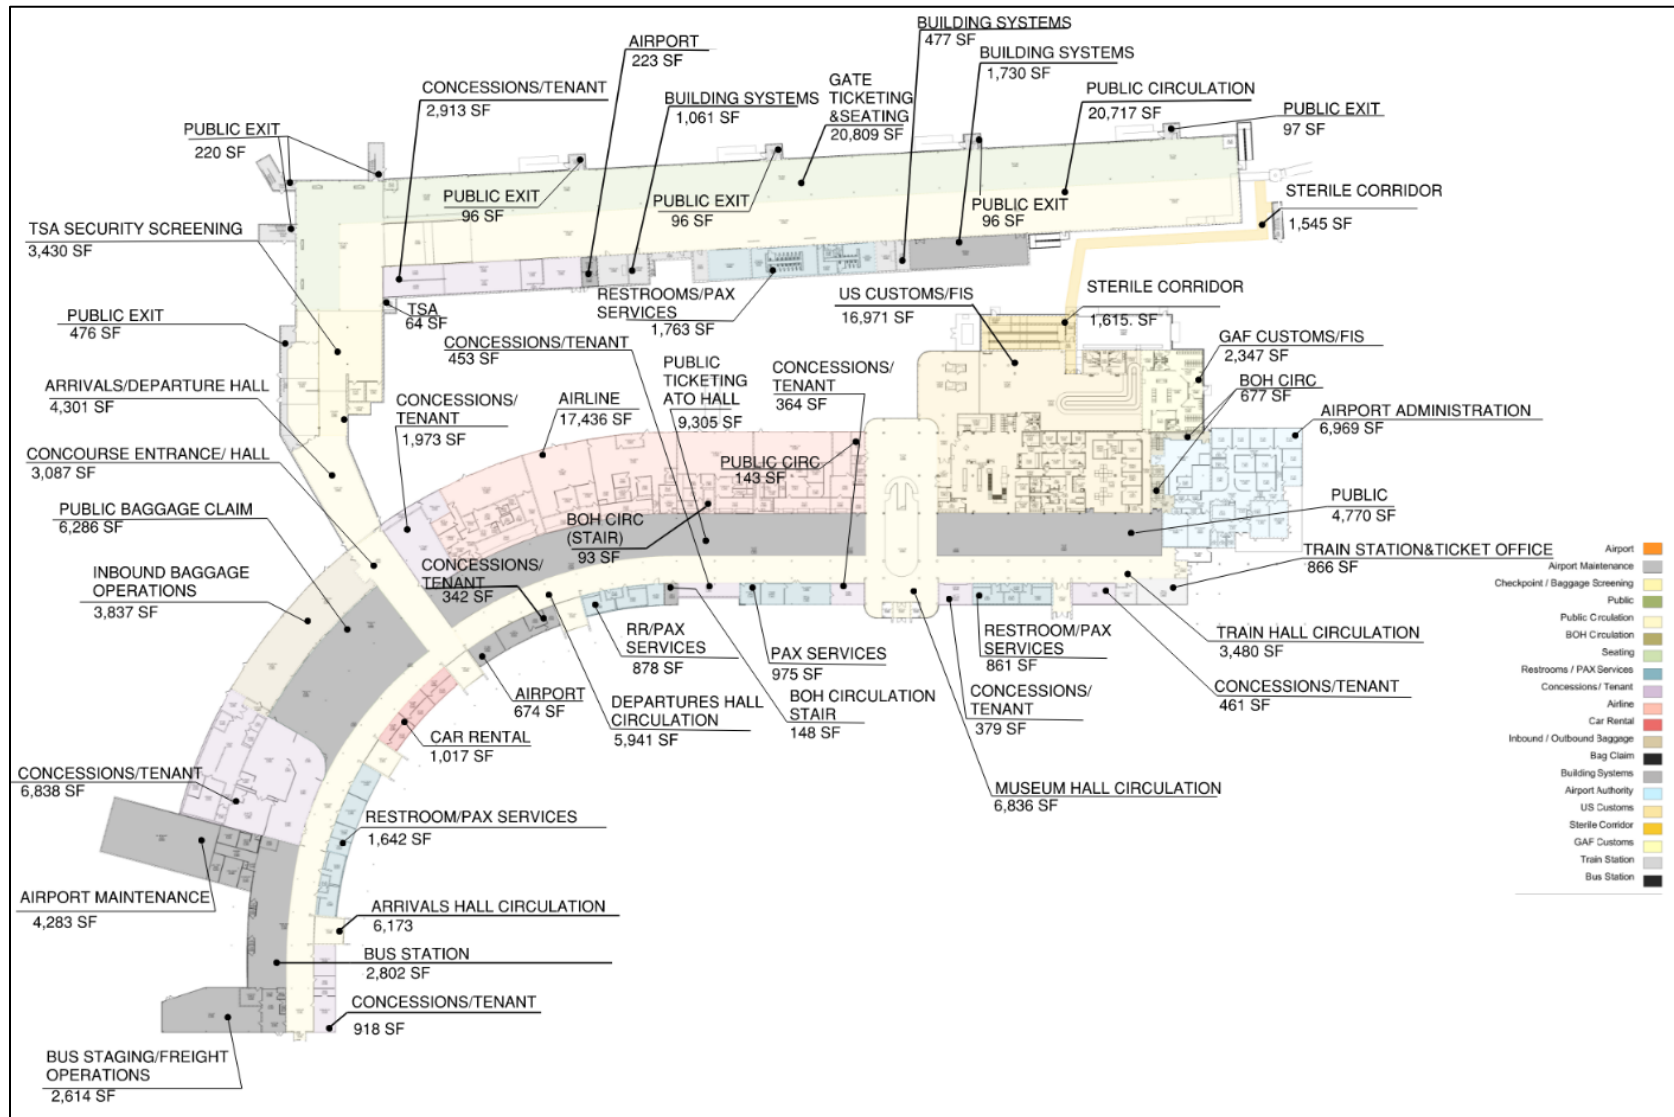 BUILDING SYSTEMS
477 SF
AIRPORT
223 SF
BUILDING SYSTEMS
1,730 SF
CONCESSIONS/TENANT
2,913 SF
BUILDING SYSTEMS
1,061 SF
GATE
TICKETING
&SEATING
20,809 SF
PUBLIC CIRCULATION
20,717 SF
PUBLIC EXIT
97 SF
PUBLIC EXIT
220 SF
PUBLIC EXIT
96 SF
PUBLIC EXIT
96 SF
PUBLIC EXIT
96 SF
STERILE CORRIDOR
1,545 SF
TSA SECURITY SCREENING
3,430 SF
TSA
64 SF
RESTROOMS/PAX
SERVICES
1,763 SF
US CUSTOMS/FIS
16,971 SF
STERILE CORRIDOR
1,615. SF
PUBLIC EXIT
476 SF
CONCESSIONS/TENANT
453 SF
PUBLIC
TICKETING
ATO HALL
9,305 SF
CONCESSIONS/
TENANT
364 SF
GAF CUSTOMS/FIS
2,347 SF
BOH CIRC
677 SF
ARRIVALS/DEPARTURE HALL
4,301 SF
CONCESSIONS/
TENANT
1,973 SF
AIRLINE
17,436 SF
AIRPORT ADMINISTRATION
6,969 SF
CONCOURSE ENTRANCE/ HALL
3,087 SF
PUBLIC CIRC
143 SF
PUBLIC BAGGAGE CLAIM
6,286 SF
BOH CIRC
(STAIR)
93 SF
PUBLIC
4,770 SF
INBOUND BAGGAGE
OPERATIONS
3,837 SF
CONCESSIONS/
TENANT
342 SF
TRAIN STATION&TICKET OFFICE
866 SF
RR/PAX
SERVICES
878 SF
PAX SERVICES
975 SF
RESTROOM/PAX
SERVICES
861 SF
TRAIN HALL CIRCULATION
3,480 SF
AIRPORT
674 SF
DEPARTURES HALL
CIRCULATION
5,941 SF
BOH CIRCULATION
STAIR
148 SF
CONCESSIONS/
TENANT
379 SF
CONCESSIONS/TENANT
461 SF
CAR RENTAL
1,017 SF
CONCESSIONS/TENANT
6,838 SF
MUSEUM HALL CIRCULATION
6,836 SF
RESTROOM/PAX SERVICES
1,642 SF
AIRPORT MAINTENANCE
4,283 SF
ARRIVALS HALL CIRCULATION
6,173
BUS STATION
2,802 SF
CONCESSIONS/TENANT
918 SF
BUS STAGING/FREIGHT
OPERATIONS
2,614 SF
Airport
Airport Maintenance
Checkpoint / Baggage Screening
Public
Public Circulation
BOH Circulation
Seating
Restrooms / PAX Services
Concessions / Tenant
Airline
Car Rental
Inbound / Outbound Baggage
Bag Claim
Building Systems
Airport Authority
US Customs
Sterile Corridor
GAF Customs
Train Station
Bus Station